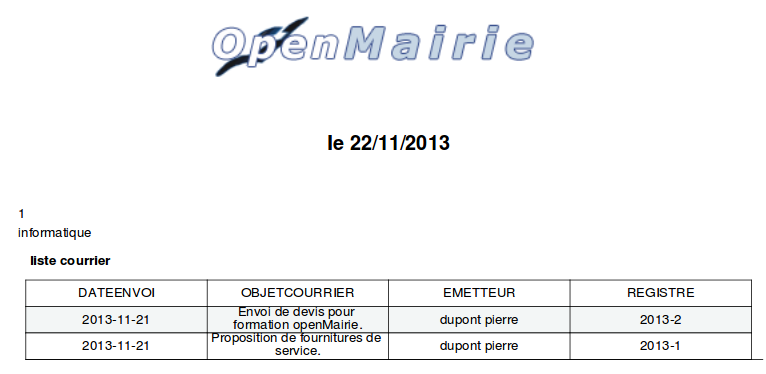 OpenMairie
le 22/11/2013
1
informatique
liste courrier
DATEENVOI OBJETCOURRIER EMETTEUR REGISTRE
2013-11-21 Envoi de devis pour formation openMairie. dupont pierre 2013-2
2013-11-21 Proposition de fournitures de service. dupont pierre 2013-1